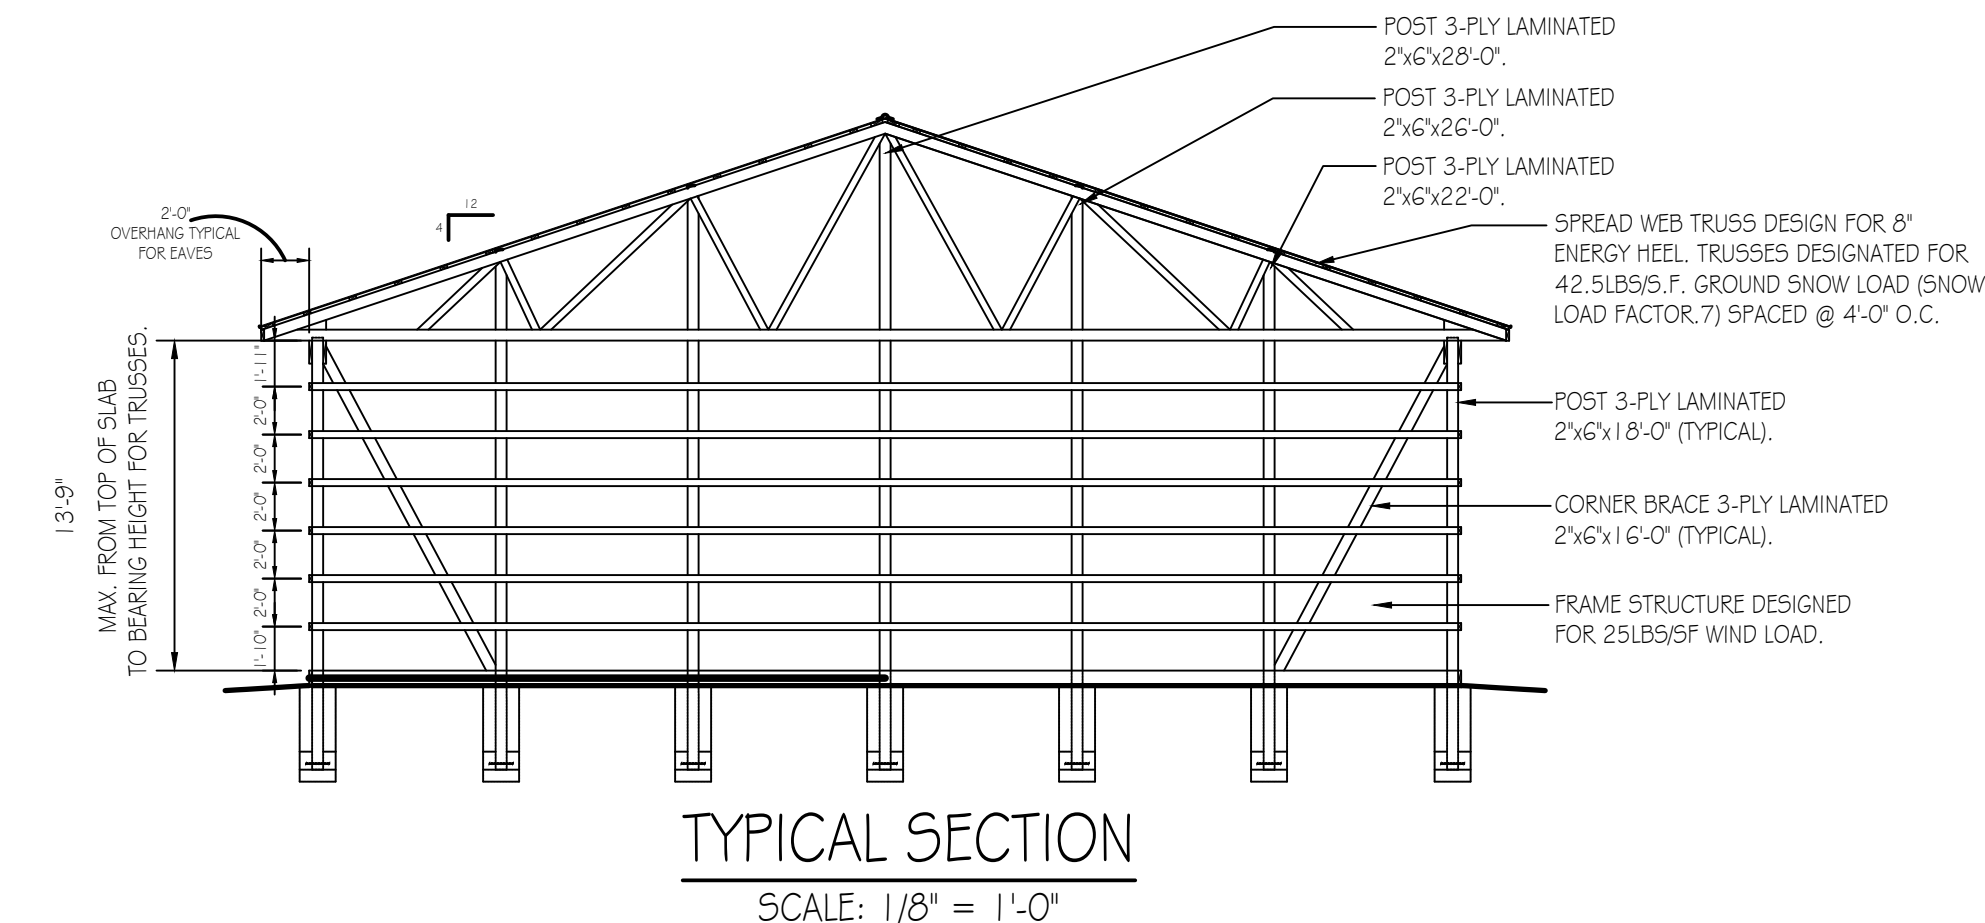 POST 3-PLY LAMINATED
2"x6"x28'-0".
POST 3-PLY LAMINATED
2"x6"x26'-0".
POST 3-PLY LAMINATED
2"x6"x22'-0".
SPREAD WEB TRUSS DESIGN FOR 8"
ENERGY HEEL. TRUSSES DESIGNATED FOR
42.5LBS/S.F. GROUND SNOW LOAD (SNOW
LOAD FACTOR.7) SPACED @ 4'-0" O.C.
12
4
2'-0"
OVERHANG TYPICAL
FOR EAVES
13'-9"
MAX. FROM TOP OF SLAB
TO BEARING HEIGHT FOR TRUSSES.
1'-11"
2'-0"
2'-0"
2'-0"
2'-0"
2'-0"
1'-10"
POST 3-PLY LAMINATED
2"x6"x18'-0" (TYPICAL).
CORNER BRACE 3-PLY LAMINATED
2"x6"x16'-0" (TYPICAL).
FRAME STRUCTURE DESIGNED
FOR 25LBS/SF WIND LOAD.
TYPICAL SECTION
SCALE: 1/8" = 1'-0"